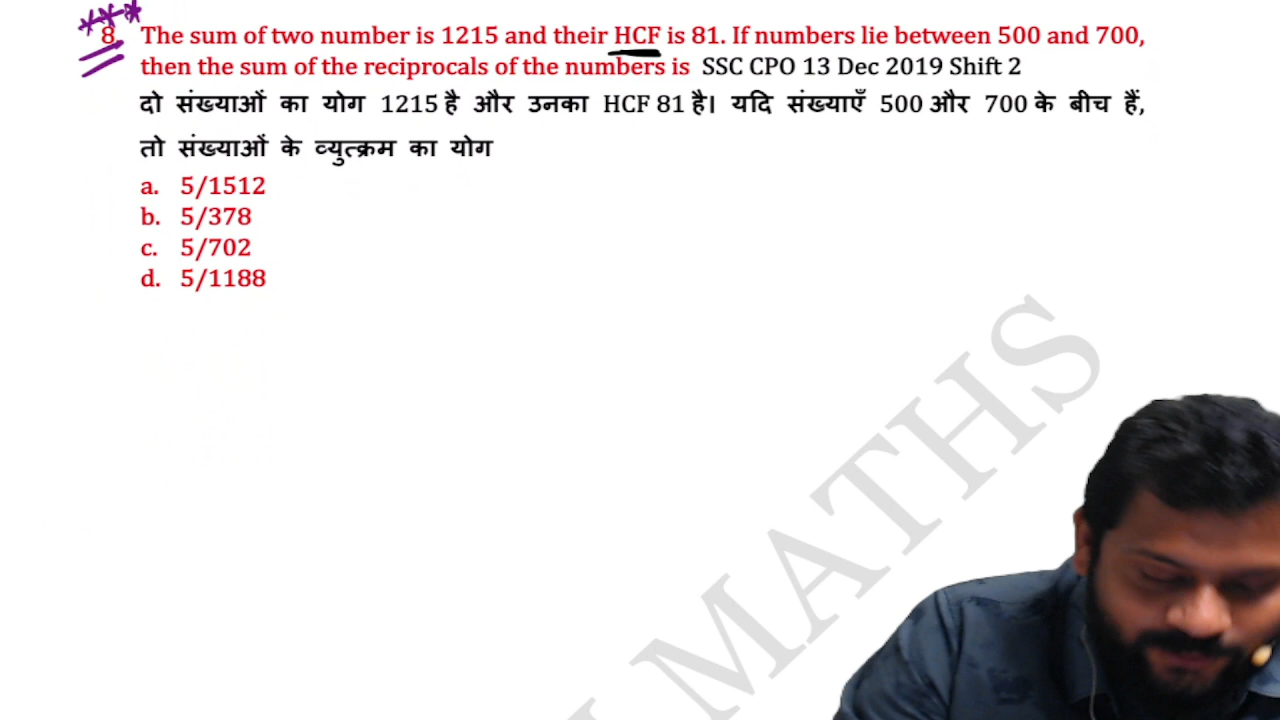 8. The sum of two number is 1215 and their HCF is 81. If numbers lie between 500 and 700,
then the sum of the reciprocals of the numbers is SSC CPO 13 Dec 2019 Shift 2
दो संख्याओं का योग 1215 है और उनका HCF 81 है। यदि संख्याएँ 500 और 700 के बीच हैं,
तो संख्याओं के व्युत्क्रम का योग
a. 5/1512
b. 5/378
c. 5/702
d. 5/1188
MATHS